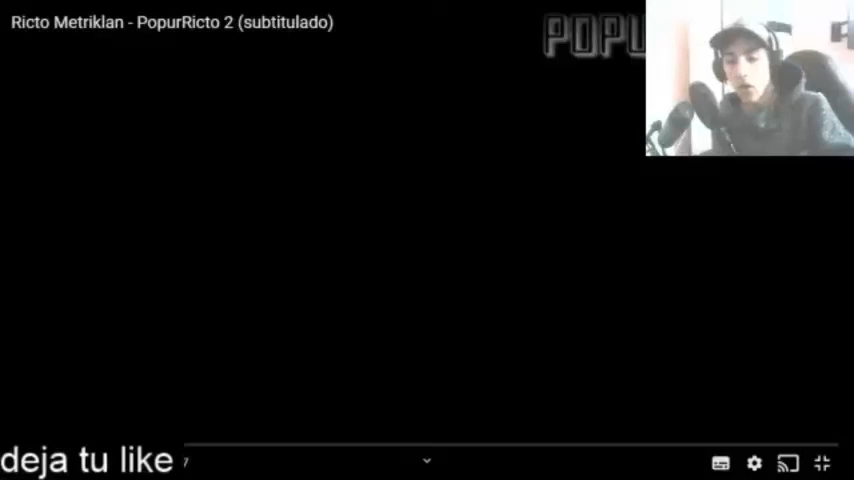 Ricto Metriklan - PopurRicto 2 (subtitulado)
POPU
deja tu like